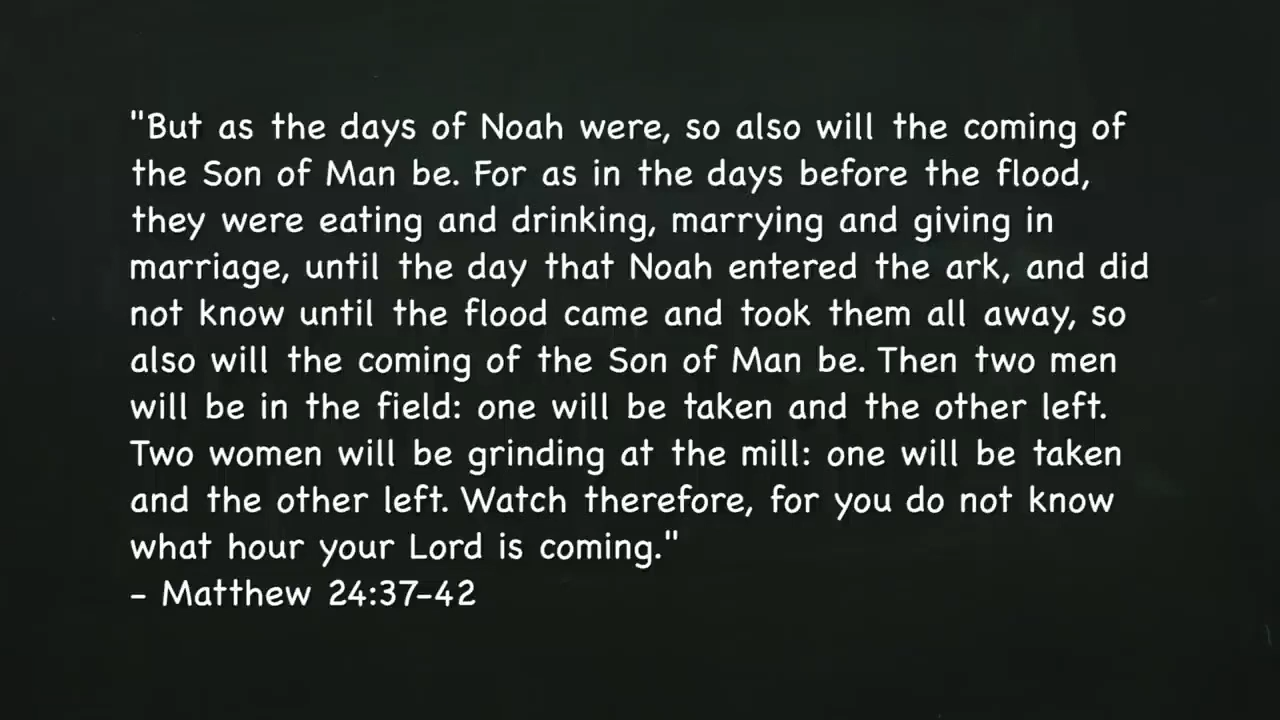 "But as the days of Noah were, so also will the coming of
the Son of Man be. For as in the days before the flood,
they were eating and drinking, marrying and giving in
marriage, until the day that Noah entered the ark, and did
not know until the flood came and took them all away, so
also will the coming of the Son of Man be. Then two men
will be in the field: one will be taken and the other left.
Two women will be grinding at the mill: one will be taken
and the other left. Watch therefore, for you do not know
what hour your Lord is coming."
- Matthew 24:37-42